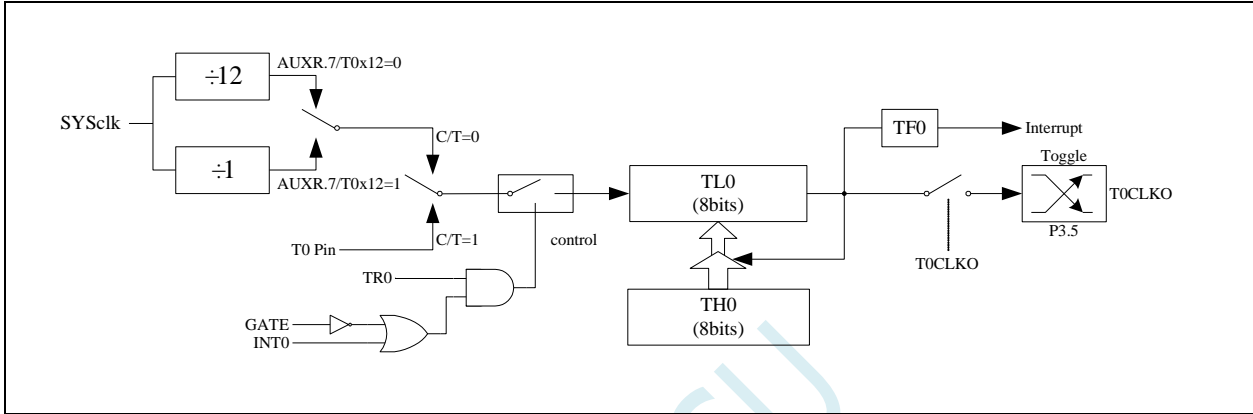 ÷12
AUXR.7/T0x12=0
SYSclk
÷1
AUXR.7/T0x12=1
C/T=0
C/T=1
T0 Pin
TR0
GATE
INT0
control
TL0
(8bits)
TH0
(8bits)
TF0
Interrupt
Toggle
T0CLKO
P3.5
T0CLKO